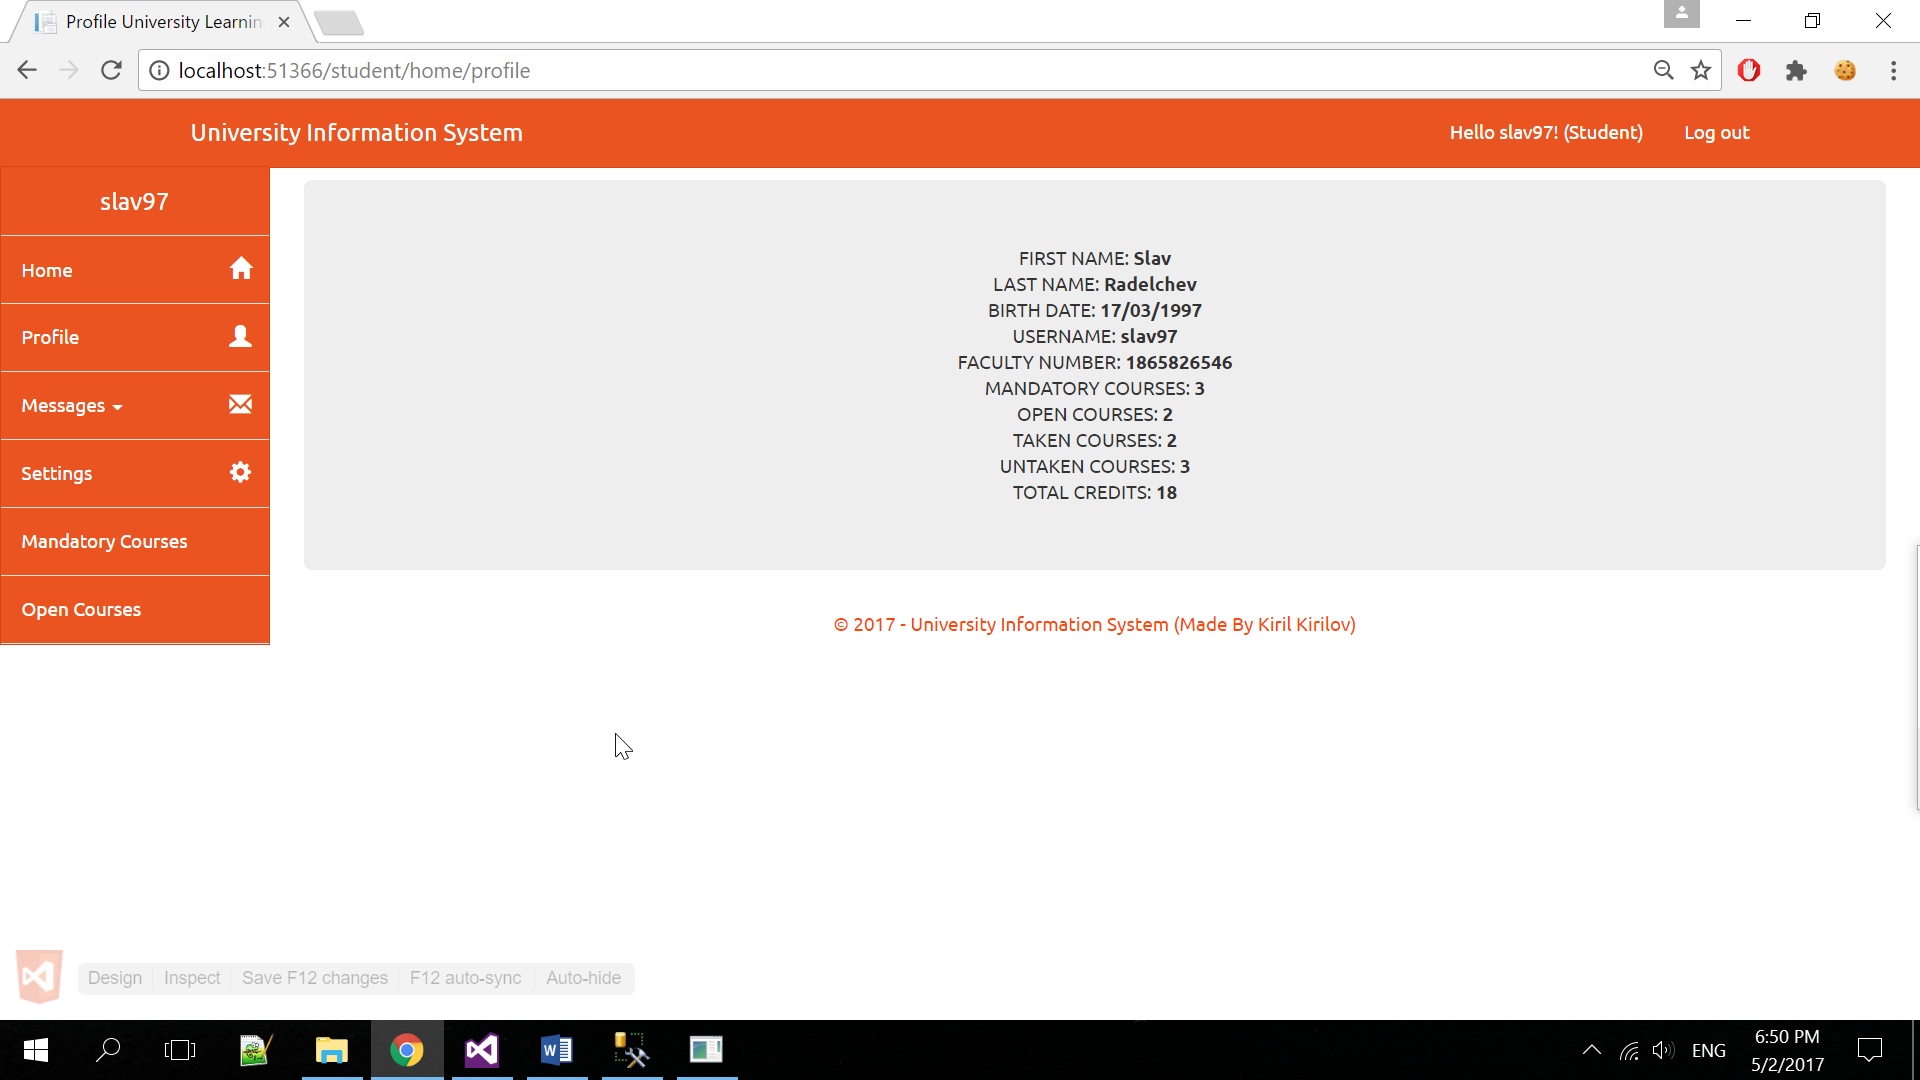 Profile University Learnin
localhost:51366/student/home/profile
University Information System
Hello slav97! (Student)
Log out
slav97
Home
Profile
Messages
Settings
Mandatory Courses
Open Courses
FIRST NAME: Slav
LAST NAME: Radelchev
BIRTH DATE: 17/03/1997
USERNAME: slav97
FACULTY NUMBER: 1865826546
MANDATORY COURSES: 3
OPEN COURSES: 2
TAKEN COURSES: 2
UNTAKEN COURSES: 3
TOTAL CREDITS: 18
© 2017 - University Information System (Made By Kiril Kirilov)
Design Inspect Save F12 changes F12 auto-sync Auto-hide
ENG
6:50 PM
5/2/2017